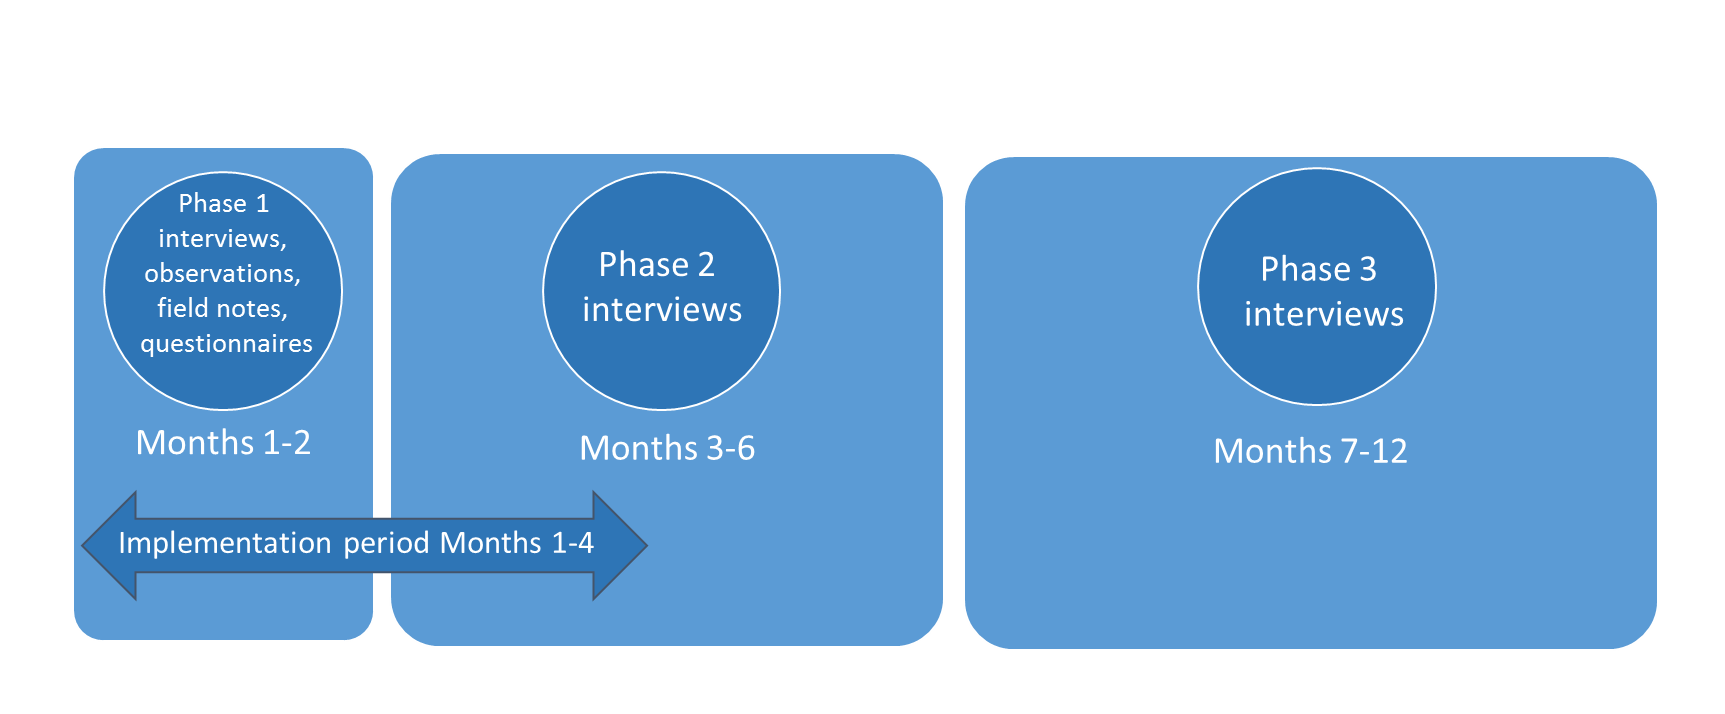 Phase 1
interviews,
observations,
field notes,
questionnaires
Months 1-2
Phase 2
interviews
Months 3-6
Phase 3
interviews
Months 7-12
Implementation period Months 1-4